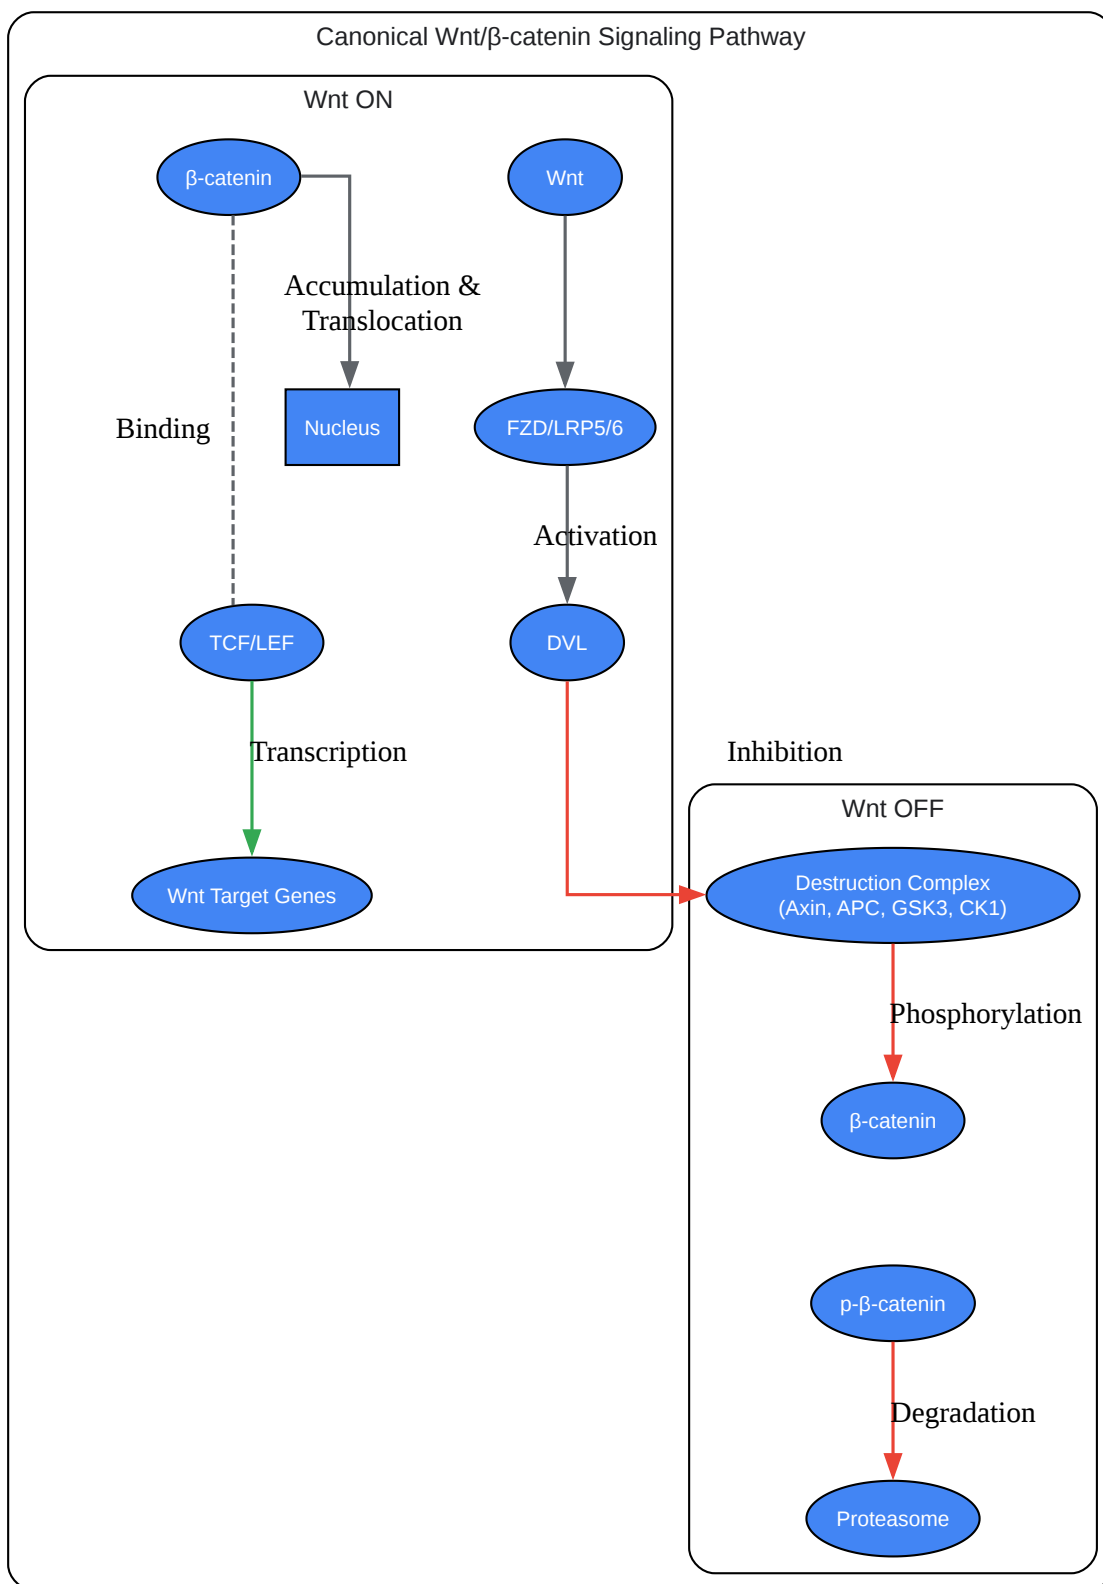 Canonical Wnt/β-catenin Signaling Pathway
Wnt ON
β-catenin
Wnt
Accumulation &
Translocation
Binding
Nucleus
FZD/LRP5/6
Activation
TCF/LEF
DVL
Transcription
Inhibition
Wnt Target Genes
Wnt OFF
Destruction Complex
(Axin, APC, GSK3, CK1)
Phosphorylation
β-catenin
p-β-catenin
Degradation
Proteasome